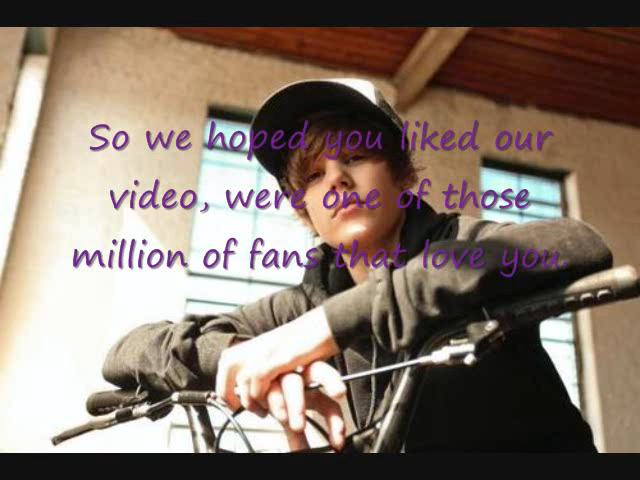 So we hoped you liked our
video, were one of those
million of fans that love you.